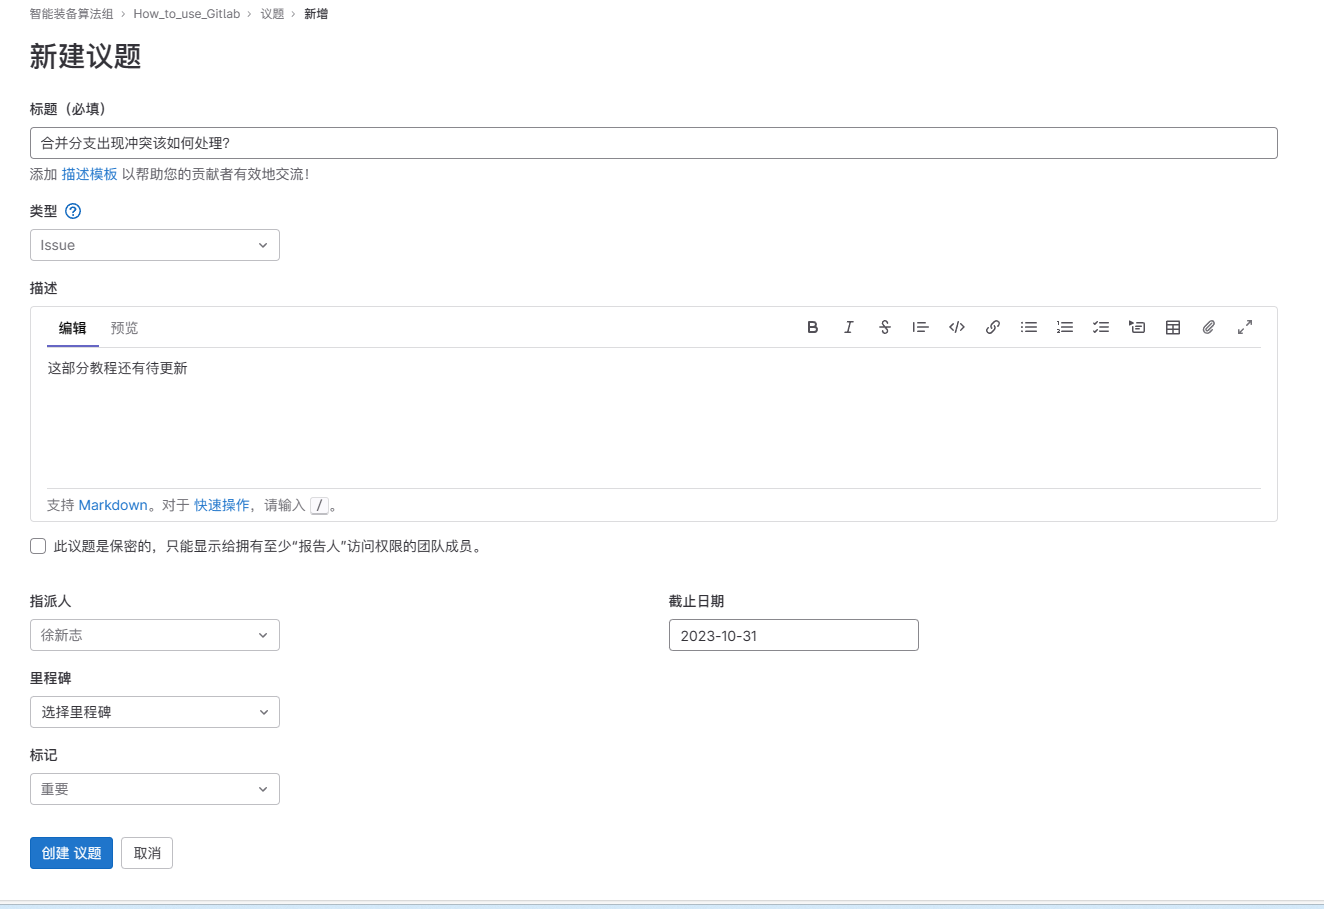 智能装备算法组 › How_to_use_Gitlab › 议题 › 新增
新建议题
标题（必填）
合并分支出现冲突该如何处理?
添加 描述模板 以帮助您的贡献者有效地交流！
类型
Issue
描述
编辑 预览
这部分教程还有待更新
支持 Markdown。对于 快速操作，请输入 /。
此议题是保密的，只能显示给拥有至少“报告人”访问权限的团队成员。
指派人 截止日期
徐新志 2023-10-31
里程碑
选择里程碑
标记
重要
创建 议题 取消